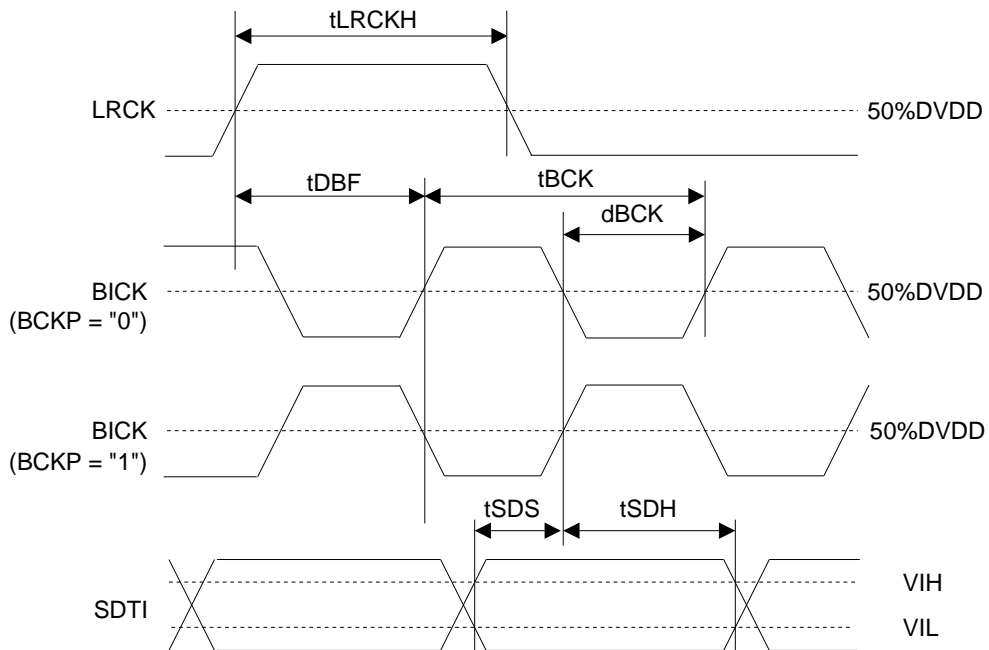 tLRCKH
LRCK
50%DVDD
tDBF
tBCK
dBCK
BICK
(BCKP = "0")
50%DVDD
BICK
(BCKP = "1")
50%DVDD
tSDS
tSDH
SDTI
VIH
VIL